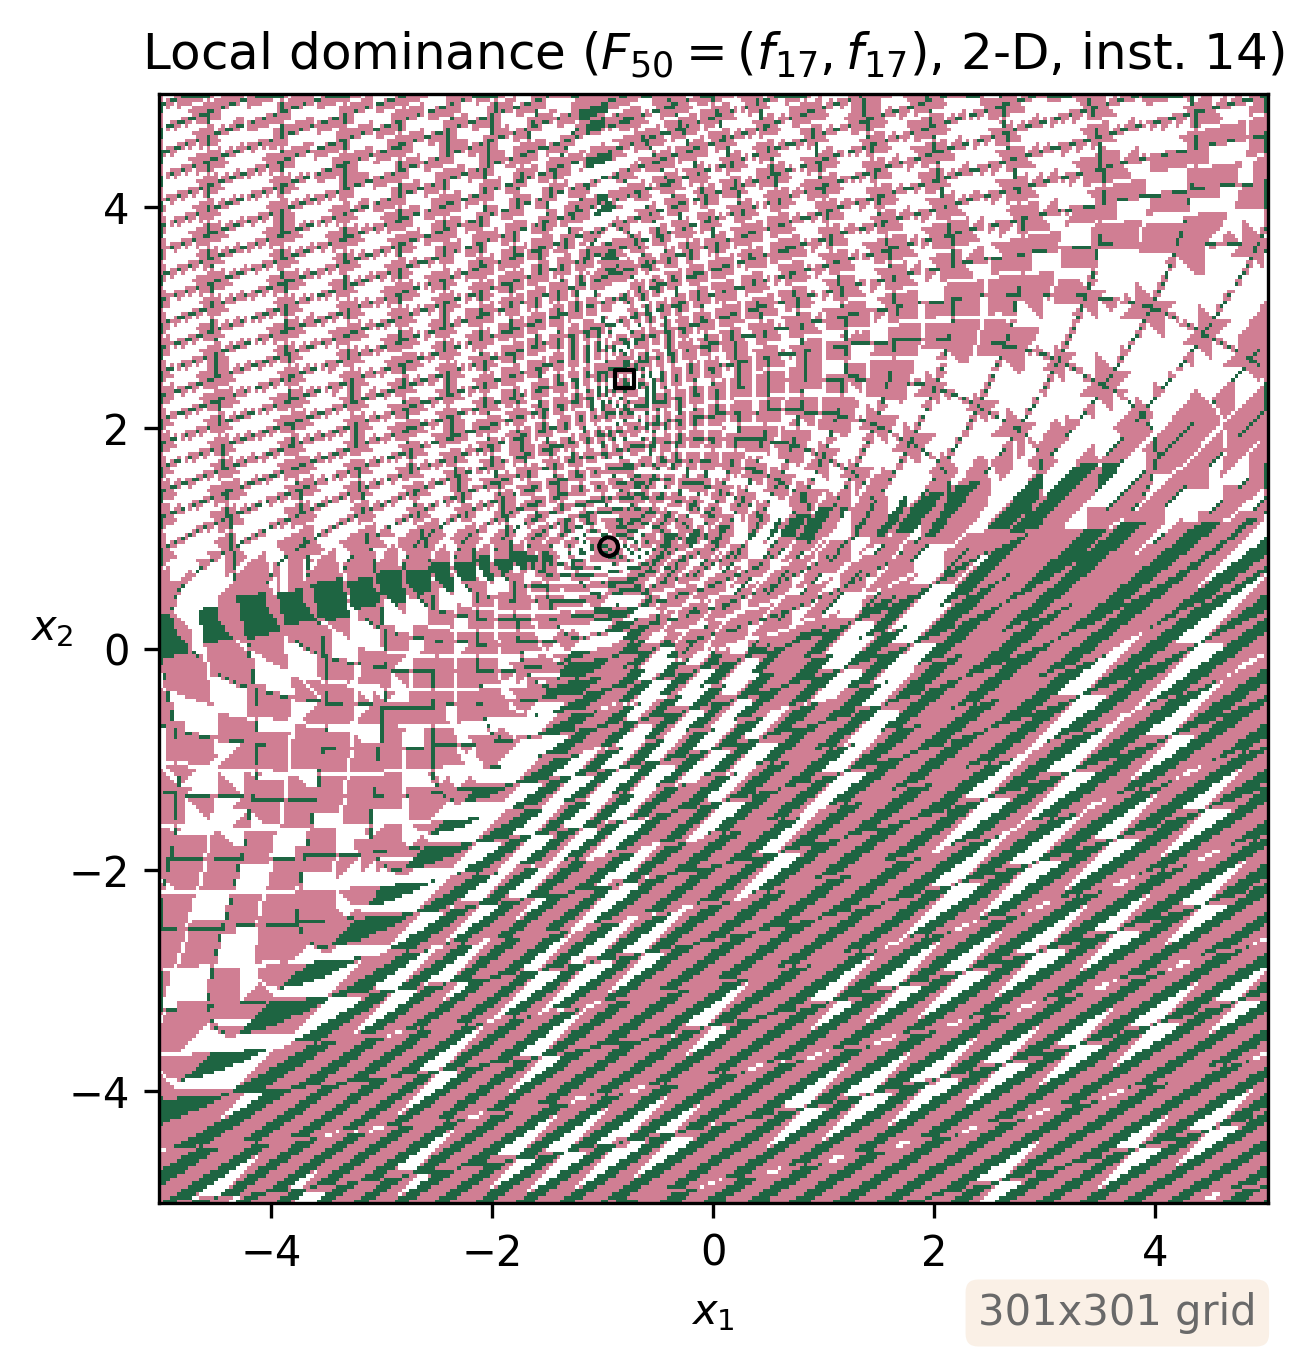 Local dominance (F₅₀ = (f₁₇, f₁₇), 2-D, inst. 14)
4
2
x₂
0
−2
−4
−4 −2 0 2 4
x₁
301x301 grid